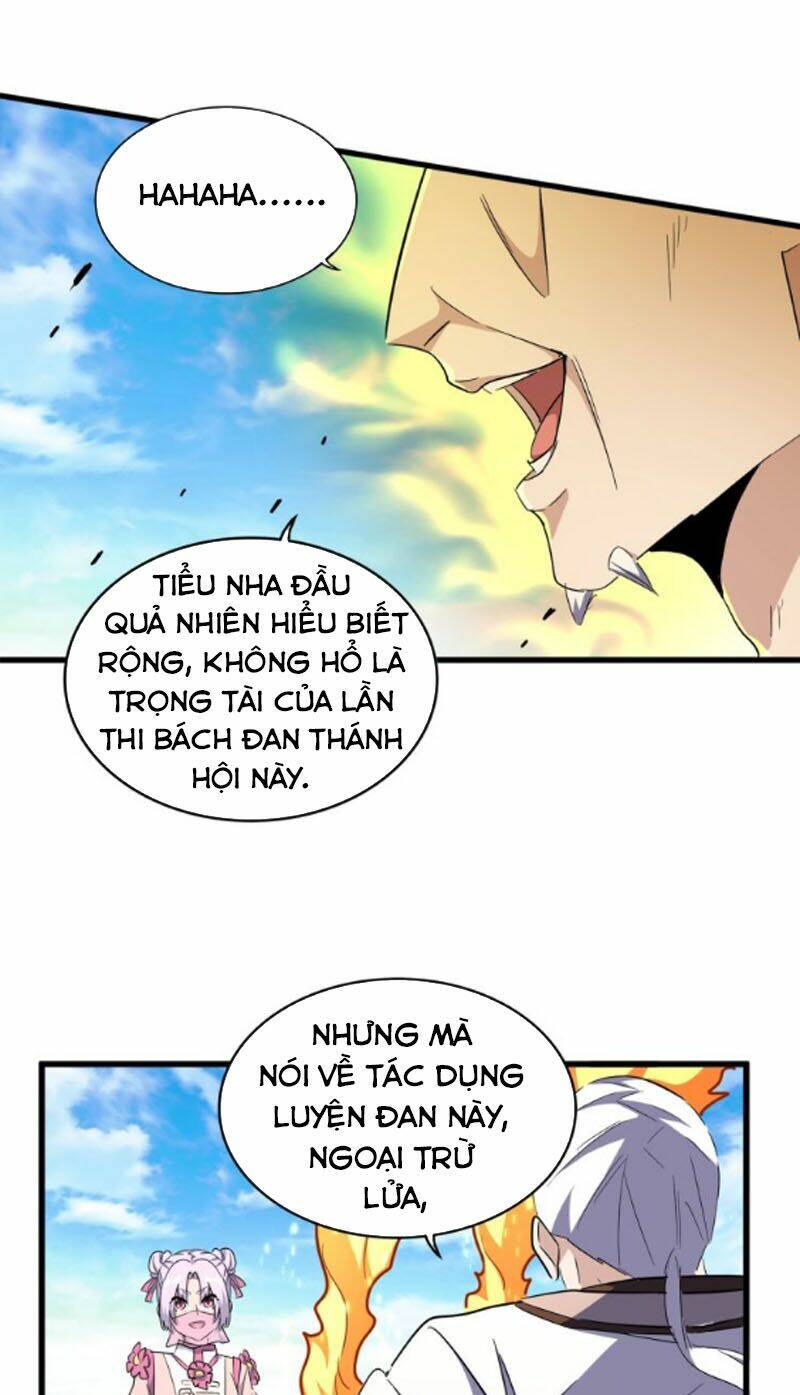 HAHAHA......
TIỂU NHA ĐẦU
QUẢ NHIÊN HIỂU BIẾT
RỘNG, KHÔNG HỔ LÀ
TRỌNG TÀI CỦA LẦN
THI BÁCH ĐAN THÁNH
HỘI NÀY.
NHƯNG MÀ
NÓI VỀ TÁC DỤNG
LUYỆN ĐAN NÀY,
NGOẠI TRỪ
LỬA,